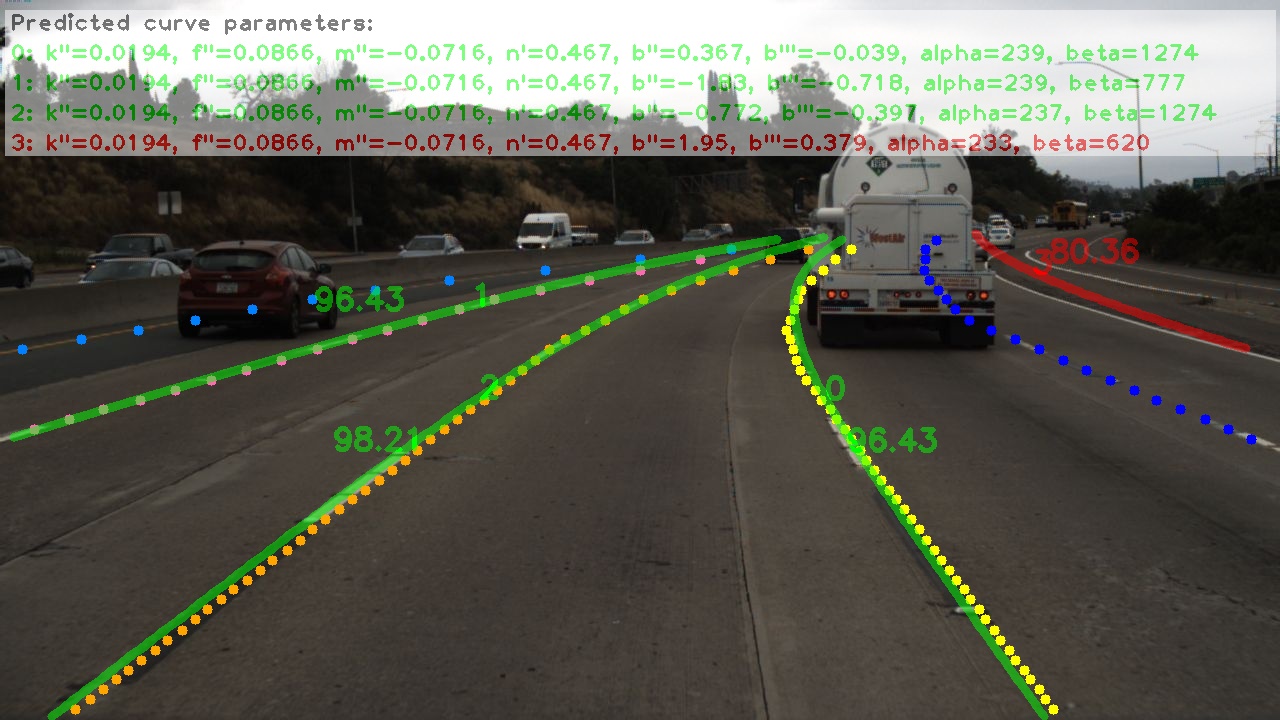 Predicted curve parameters:
0: k''=0.0194, f''=0.0866, m''=-0.0716, n'=0.467, b''=0.367, b'''=-0.039, alpha=239, beta=1274
1: k''=0.0194, f''=0.0866, m''=-0.0716, n'=0.467, b''=-1.83, b'''=-0.718, alpha=239, beta=777
2: k''=0.0194, f''=0.0866, m''=-0.0716, n'=0.467, b''=-0.772, b'''=-0.397, alpha=237, beta=1274
3: k''=0.0194, f''=0.0866, m''=-0.0716, n'=0.467, b''=1.95, b'''=0.379, alpha=233, beta=620
WestAir
3
80.36
96.43
1
2
0
98.21
96.43